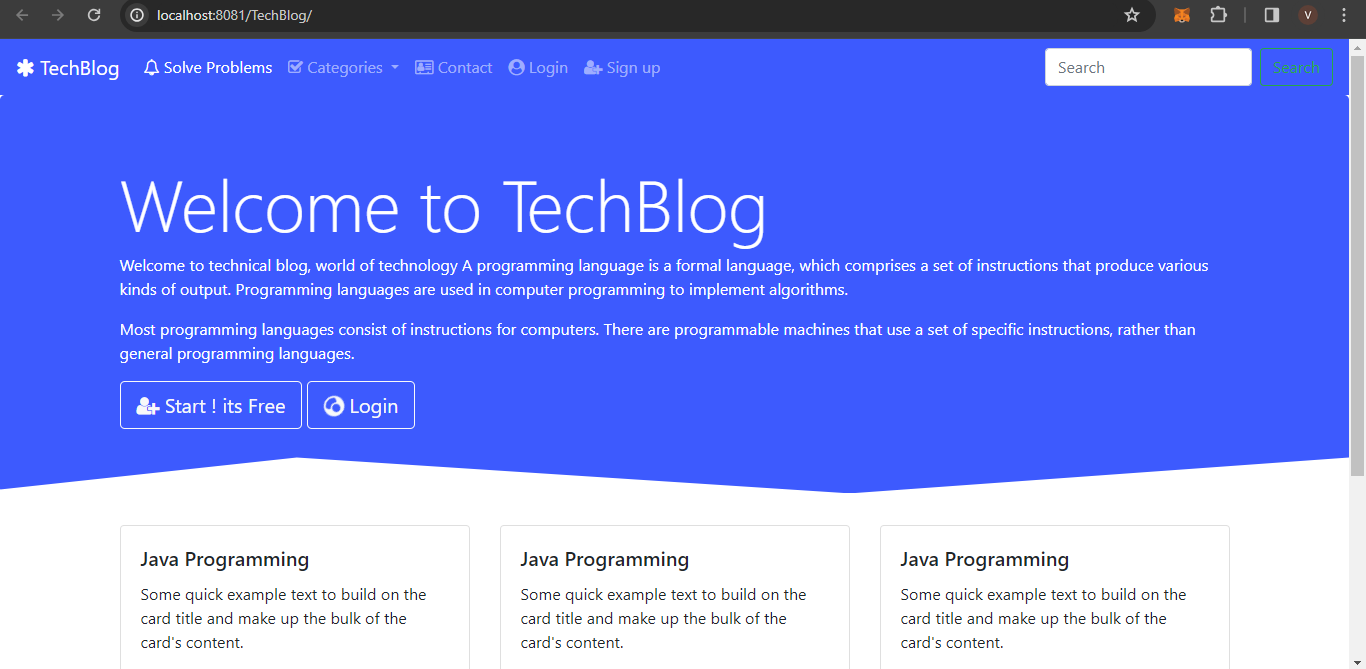 localhost:8081/TechBlog/
V
TechBlog Solve Problems Categories Contact Login Sign up Search Search
Welcome to TechBlog
Welcome to technical blog, world of technology A programming language is a formal language, which comprises a set of instructions that produce various
kinds of output. Programming languages are used in computer programming to implement algorithms.
Most programming languages consist of instructions for computers. There are programmable machines that use a set of specific instructions, rather than
general programming languages.
Start ! its Free Login
Java Programming
Some quick example text to build on the
card title and make up the bulk of the
card's content.
Java Programming
Some quick example text to build on the
card title and make up the bulk of the
card's content.
Java Programming
Some quick example text to build on the
card title and make up the bulk of the
card's content.